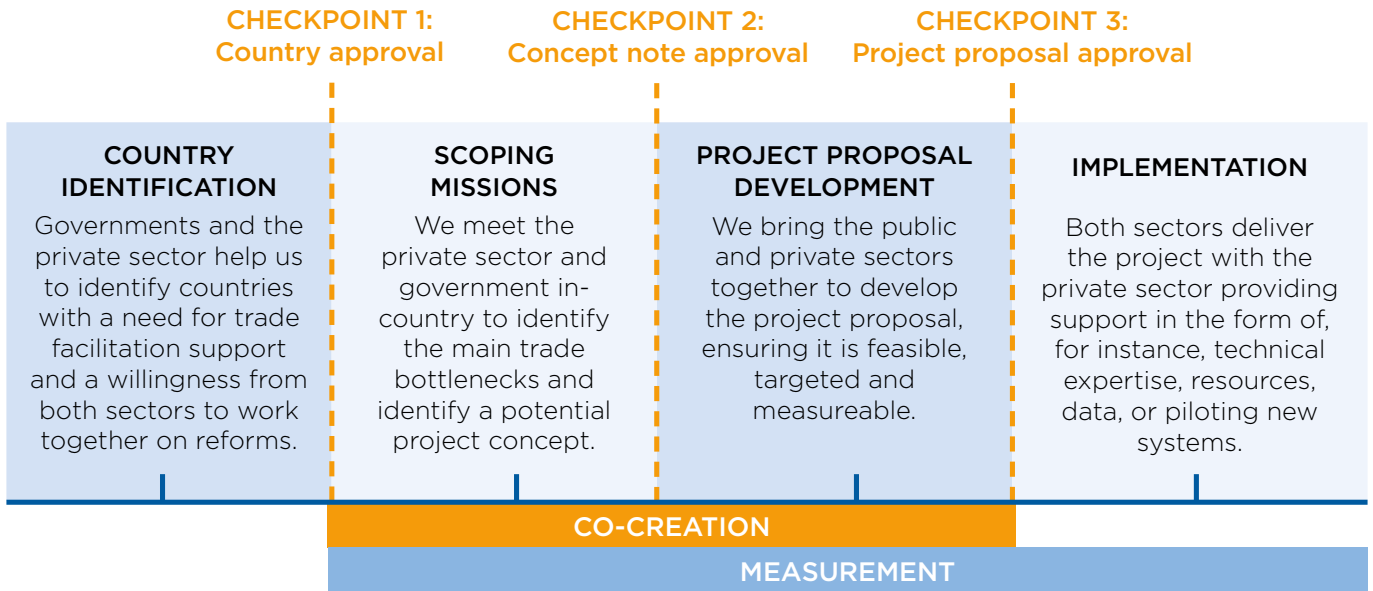 CHECKPOINT 1:
Country approval
CHECKPOINT 2:
Concept note approval
CHECKPOINT 3:
Project proposal approval
COUNTRY
IDENTIFICATION
Governments and the
private sector help us
to identify countries
with a need for trade
facilitation support
and a willingness from
both sectors to work
together on reforms.
SCOPING
MISSIONS
We meet the
private sector and
government in-
country to identify
the main trade
bottlenecks and
identify a potential
project concept.
PROJECT PROPOSAL
DEVELOPMENT
We bring the public
and private sectors
together to develop
the project proposal,
ensuring it is feasible,
targeted and
measureable.
IMPLEMENTATION
Both sectors deliver
the project with the
private sector providing
support in the form of,
for instance, technical
expertise, resources,
data, or piloting new
systems.
CO-CREATION
MEASUREMENT